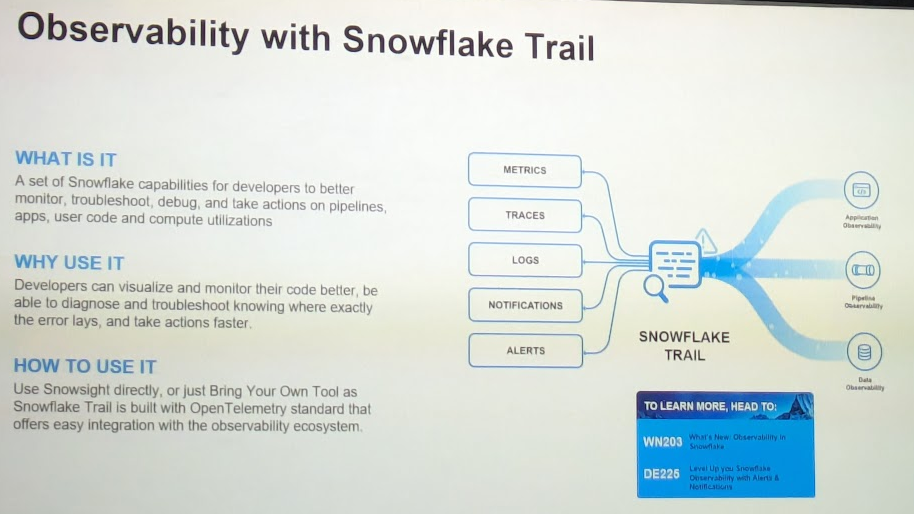 Observability with Snowflake Trail
WHAT IS IT
A set of Snowflake capabilities for developers to better
monitor, troubleshoot, debug, and take actions on pipelines,
apps, user code and compute utilizations
WHY USE IT
Developers can visualize and monitor their code better, be
able to diagnose and troubleshoot knowing where exactly
the error lays, and take actions faster.
HOW TO USE IT
Use Snowsight directly, or just Bring Your Own Tool as
Snowflake Trail is built with OpenTelemetry standard that
offers easy integration with the observability ecosystem.
METRICS
TRACES
LOGS
NOTIFICATIONS
ALERTS
SNOWFLAKE
TRAIL
Application
Observability
Pipeline
Observability
Data
Observability
TO LEARN MORE, HEAD TO:
WN203
What's New: Observability in
Snowflake
DE225
Level Up you Snowflake
Observability with Alerts &
Notifications